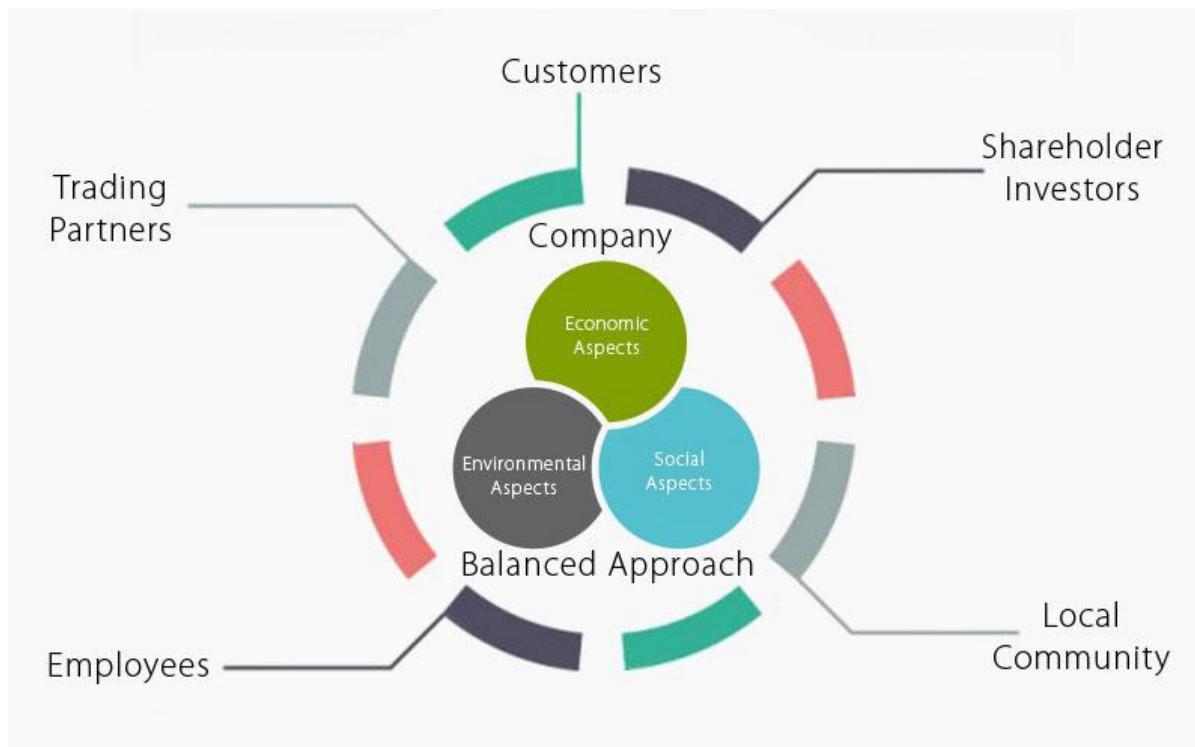 Customers
Shareholder
Investors
Trading
Partners
Company
Economic
Aspects
Environmental
Aspects
Social
Aspects
Balanced Approach
Local
Community
Employees